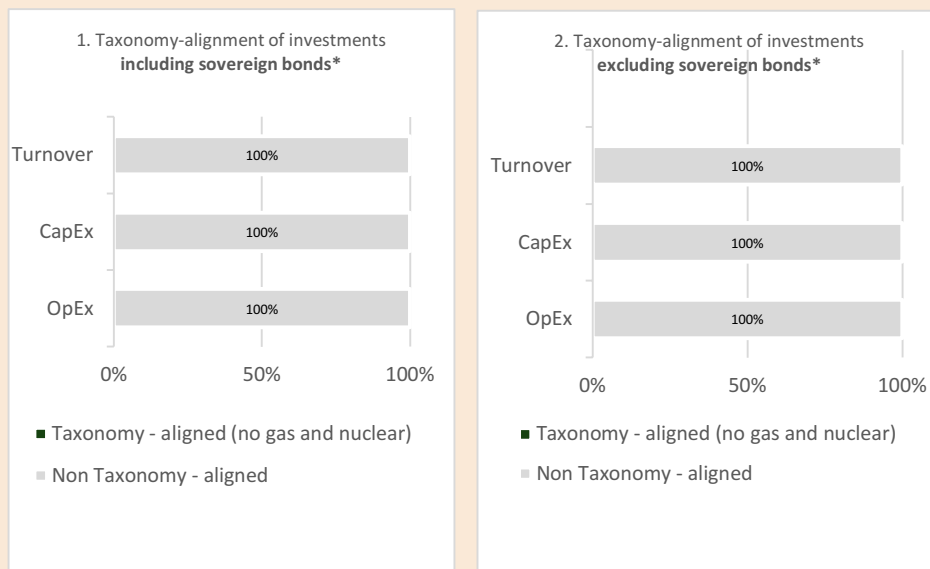 1. Taxonomy-alignment of investments
including sovereign bonds*
Turnover
100%
CapEx
100%
OpEx
100%
0% 50% 100%
Taxonomy - aligned (no gas and nuclear)
Non Taxonomy - aligned
2. Taxonomy-alignment of investments
excluding sovereign bonds*
Turnover
100%
CapEx
100%
OpEx
100%
0% 50% 100%
Taxonomy - aligned (no gas and nuclear)
Non Taxonomy - aligned